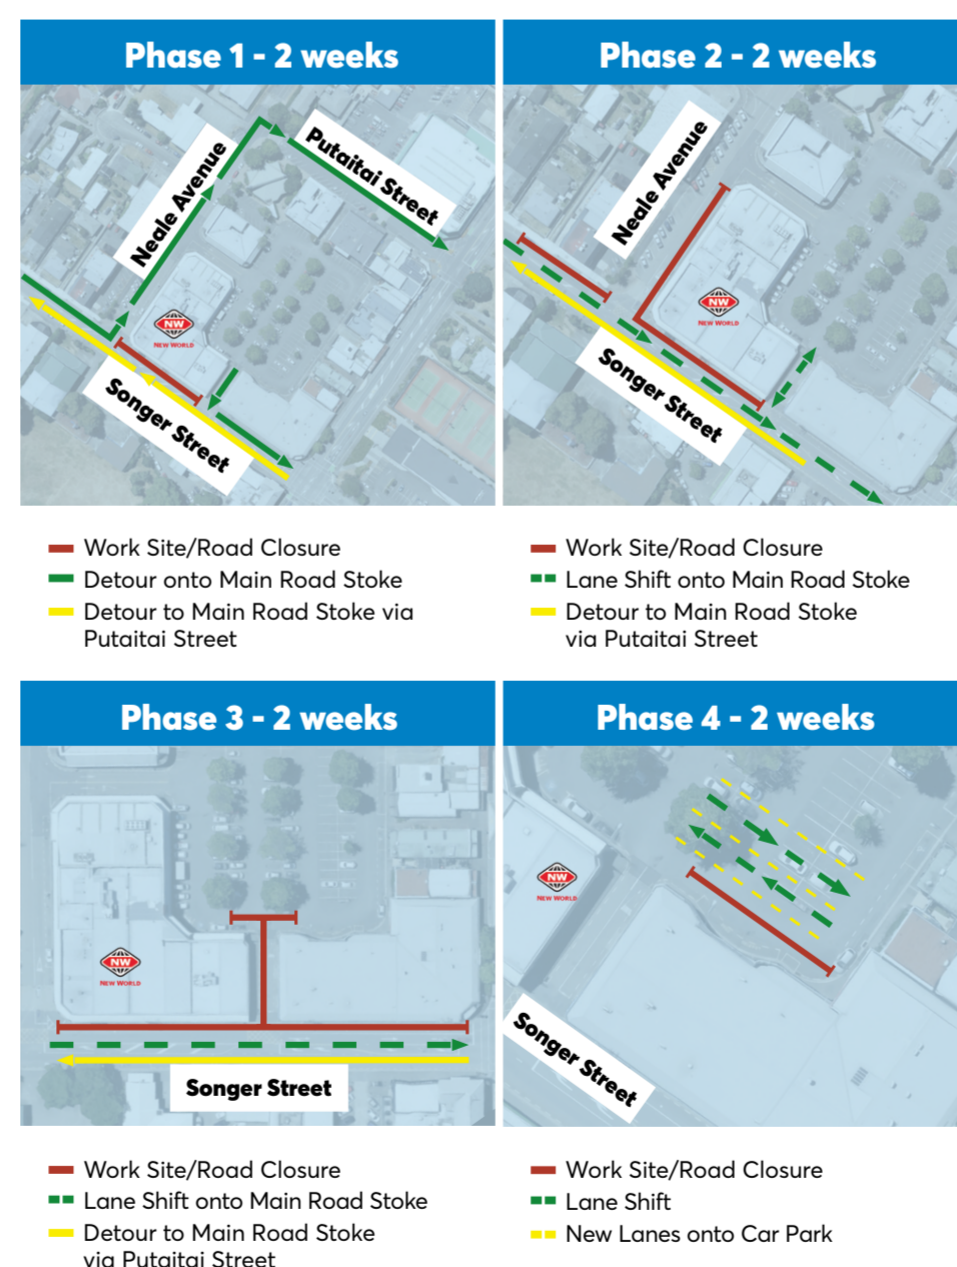 Phase 1 - 2 weeks
Neale Avenue
Putaitai Street
NW
NEW WORLD
Songer Street
Work Site/Road Closure
Detour onto Main Road Stoke
Detour to Main Road Stoke via
Putaitai Street
Phase 2 - 2 weeks
Neale Avenue
NW
NEW WORLD
Songer Street
Work Site/Road Closure
Lane Shift onto Main Road Stoke
Detour to Main Road Stoke
via Putaitai Street
Phase 3 - 2 weeks
NW
NEW WORLD
Songer Street
Work Site/Road Closure
Lane Shift onto Main Road Stoke
Detour to Main Road Stoke
via Putaitai Street
Phase 4 - 2 weeks
NW
NEW WORLD
Songer Street
Work Site/Road Closure
Lane Shift
New Lanes onto Car Park